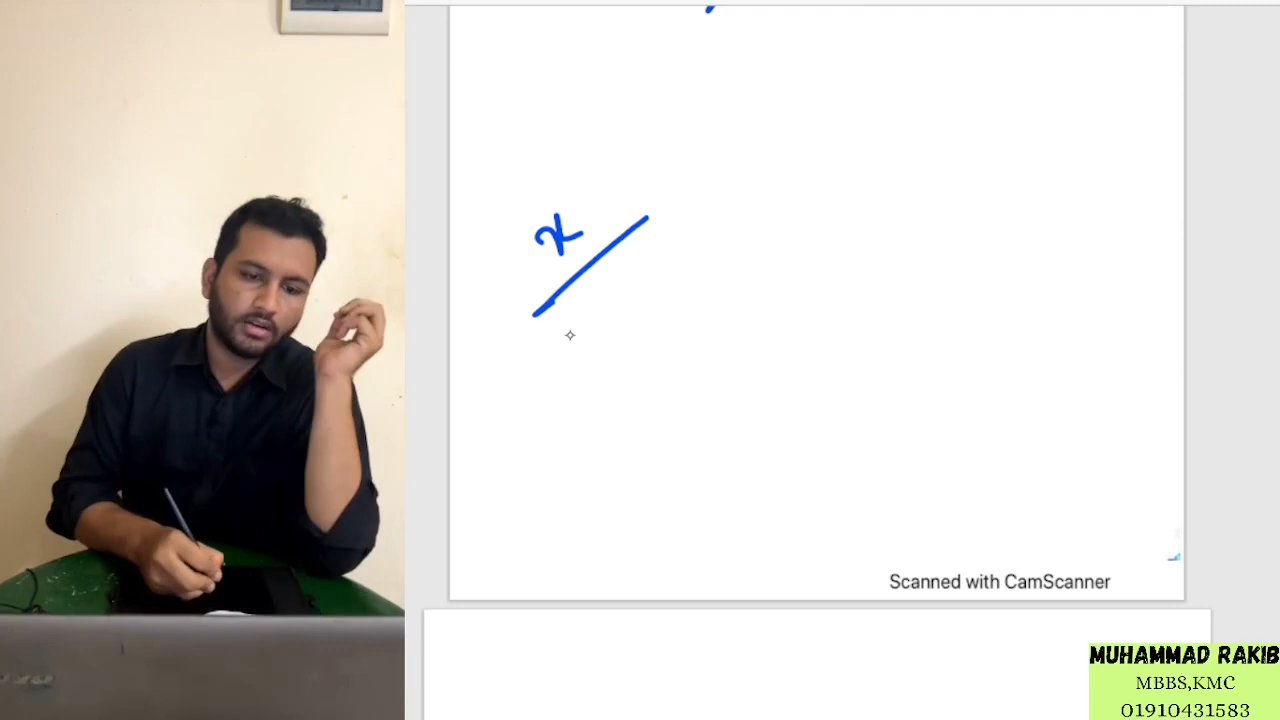 x
Scanned with CamScanner
MUHAMMAD RAKIB
MBBS,KMC
01910431583